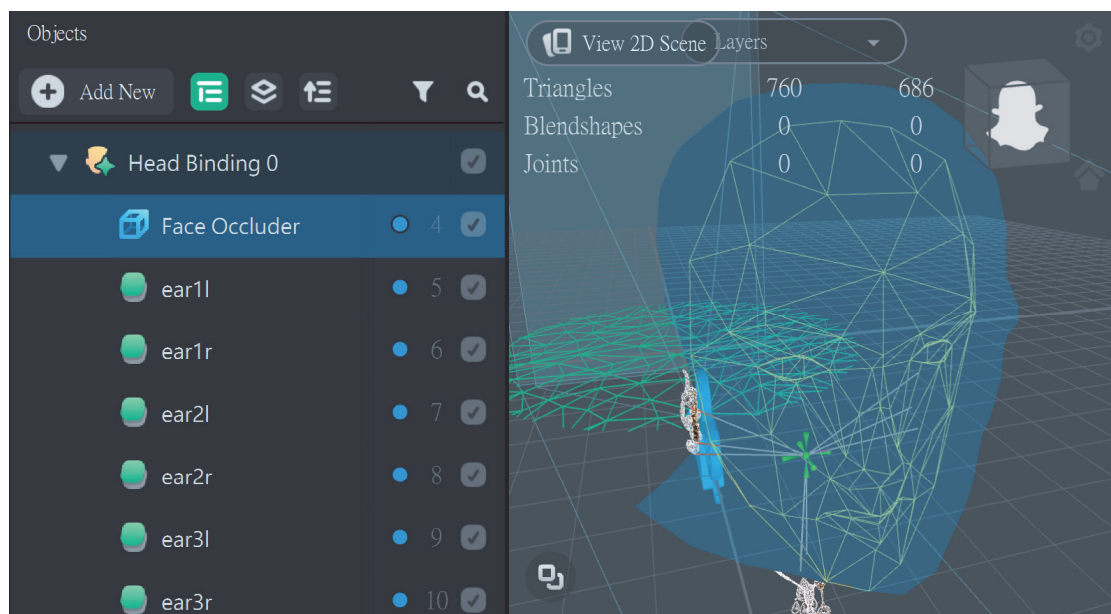 Objects
Add New
Head Binding 0
Face Occluder 4
ear1l 5
ear1r 6
ear2l 7
ear2r 8
ear3l 9
ear3r 10
View 2D Scene Layers
Triangles 760 686
Blendshapes 0 0
Joints 0 0